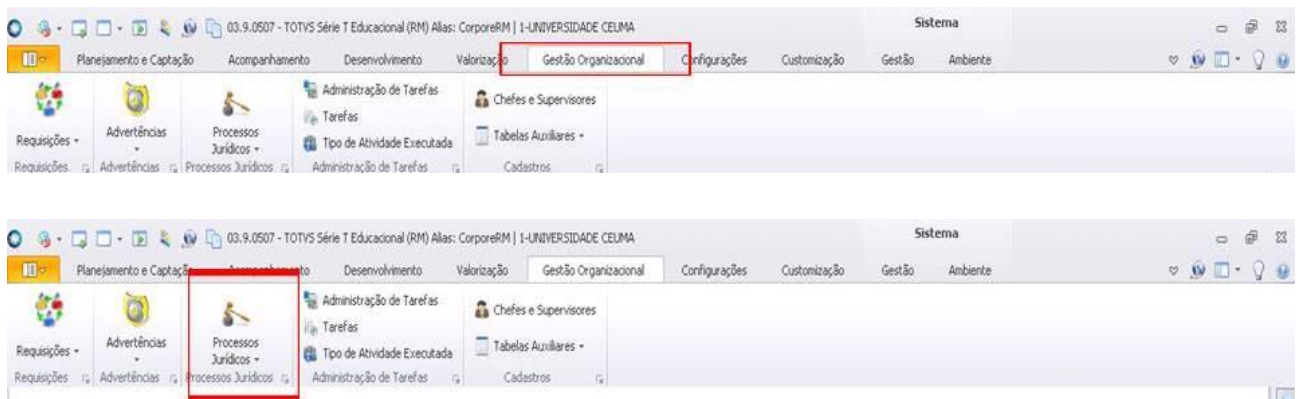 03.9.0507 - TOTVS Série T Educacional (RM) Alias: CorporeRM | 1-UNIVERSIDADE CEUMA Sistema
Planejamento e Captação Acompanhamento Desenvolvimento Valorização Gestão Organizacional Configurações Customização Gestão Ambiente
Administração de Tarefas
Chefes e Supervisores
Tarefas
Requisições Advertências Processos Jurídicos
Tipo de Atividade Executada
Tabelas Auxiliares
Requisições Advertências Processos Jurídicos Administração de Tarefas Cadastros
03.9.0507 - TOTVS Série T Educacional (RM) Alias: CorporeRM | 1-UNIVERSIDADE CEUMA Sistema
Planejamento e Captação Desenvolvimento Valorização Gestão Organizacional Configurações Customização Gestão Ambiente
Administração de Tarefas
Chefes e Supervisores
Tarefas
Requisições Advertências Processos Jurídicos
Tipo de Atividade Executada
Tabelas Auxiliares
Requisições Advertências Processos Jurídicos Administração de Tarefas Cadastros